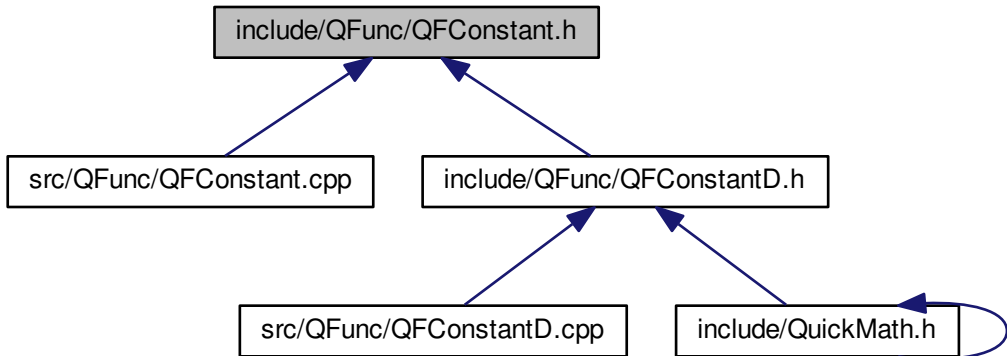 include/QFunc/QFConstant.h
src/QFunc/QFConstant.cpp
include/QFunc/QFConstantD.h
src/QFunc/QFConstantD.cpp
include/QuickMath.h